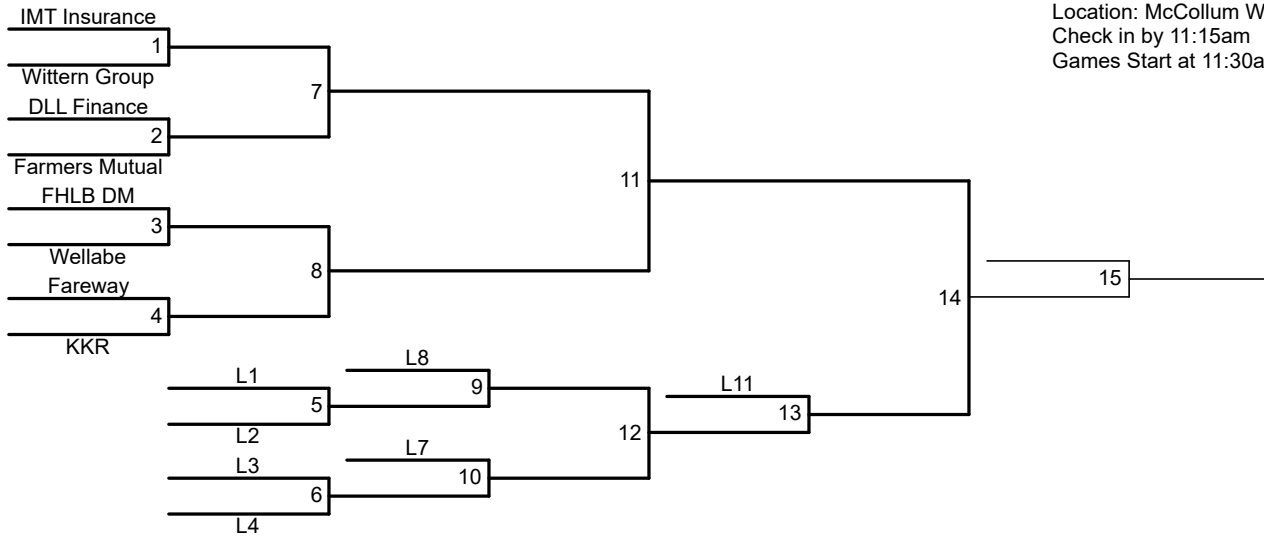 IMT Insurance
1
Wittern Group
DLL Finance
2
Farmers Mutual
FHLB DM
3
Wellabe
Fareway
4
KKR
7
8
11
14
15
L1
5
L2
L3
6
L4
L8
9
L7
10
12
L11
13
Location: McCollum
Check in by 11:15am
Games Start at